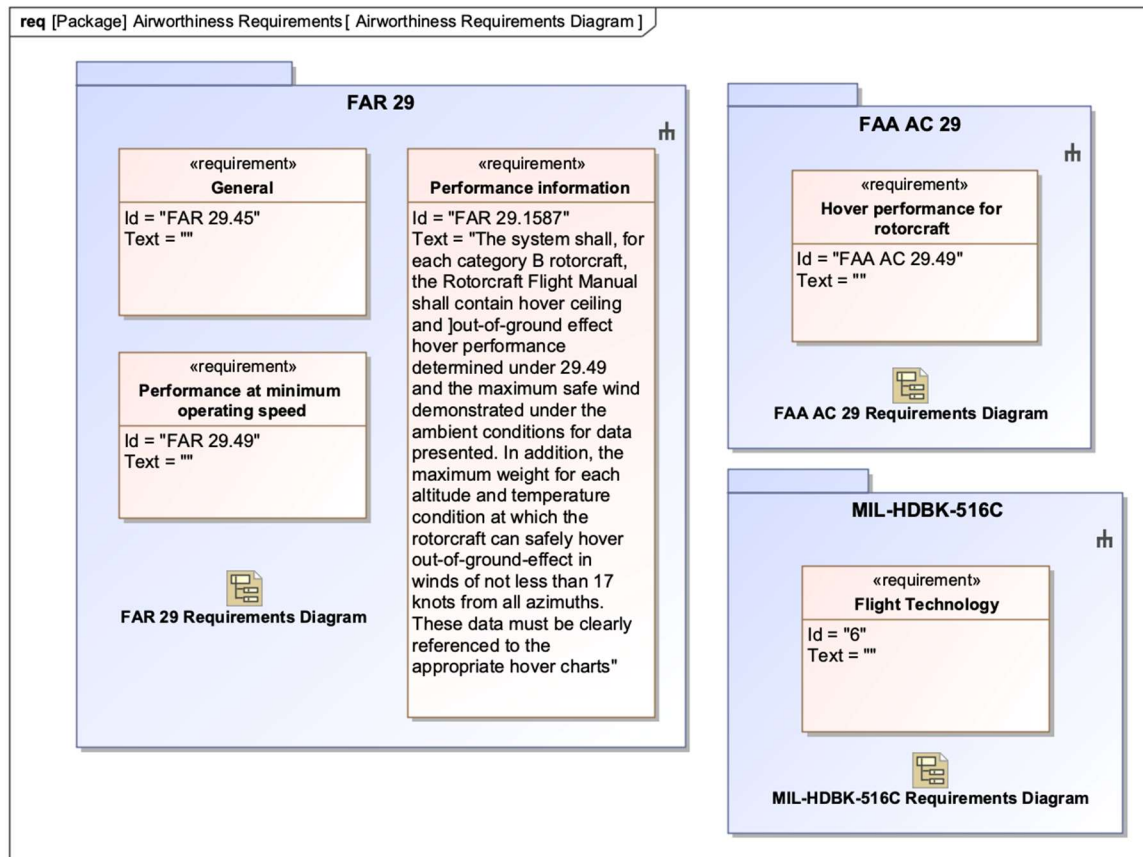 req [Package] Airworthiness Requirements [ Airworthiness Requirements Diagram ]
FAR 29
«requirement»
General
Id = "FAR 29.45"
Text = ""
«requirement»
Performance at minimum
operating speed
Id = "FAR 29.49"
Text = ""
FAR 29 Requirements Diagram
«requirement»
Performance information
Id = "FAR 29.1587"
Text = "The system shall, for
each category B rotorcraft,
the Rotorcraft Flight Manual
shall contain hover ceiling
and ]out-of-ground effect
hover performance
determined under 29.49
and the maximum safe wind
demonstrated under the
ambient conditions for data
presented. In addition, the
maximum weight for each
altitude and temperature
condition at which the
rotorcraft can safely hover
out-of-ground-effect in
winds of not less than 17
knots from all azimuths.
These data must be clearly
referenced to the
appropriate hover charts"
FAA AC 29
«requirement»
Hover performance for
rotorcraft
Id = "FAA AC 29.49"
Text = ""
FAA AC 29 Requirements Diagram
MIL-HDBK-516C
«requirement»
Flight Technology
Id = "6"
Text = ""
MIL-HDBK-516C Requirements Diagram